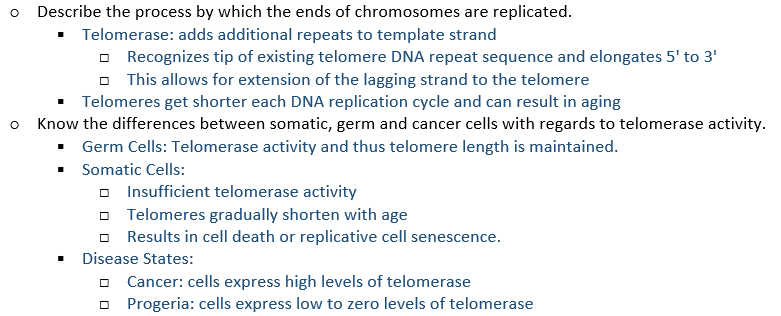 Describe the process by which the ends of chromosomes are replicated.
Telomerase: adds additional repeats to template strand
Recognizes tip of existing telomere DNA repeat sequence and elongates 5' to 3'
This allows for extension of the lagging strand to the telomere
Telomeres get shorter each DNA replication cycle and can result in aging
Know the differences between somatic, germ and cancer cells with regards to telomerase activity.
Germ Cells: Telomerase activity and thus telomere length is maintained.
Somatic Cells:
Insufficient telomerase activity
Telomeres gradually shorten with age
Results in cell death or replicative cell senescence.
Disease States:
Cancer: cells express high levels of telomerase
Progeria: cells express low to zero levels of telomerase